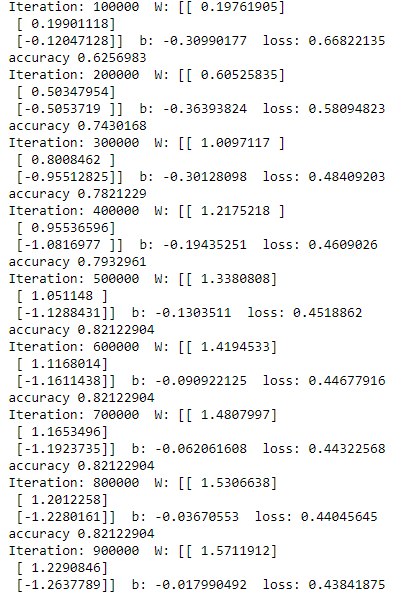 Iteration: 100000  W: [[ 0.19761905]
 [ 0.19901118]
 [-0.12047128]]  b: -0.30990177  loss: 0.66822135
accuracy 0.6256983
Iteration: 200000  W: [[ 0.60525835]
 [ 0.50347954]
 [-0.5053719 ]]  b: -0.36393824  loss: 0.58094823
accuracy 0.7430168
Iteration: 300000  W: [[ 1.0097117 ]
 [ 0.8008462 ]
 [-0.95512825]]  b: -0.30128098  loss: 0.48409203
accuracy 0.7821229
Iteration: 400000  W: [[ 1.2175218 ]
 [ 0.95536596]
 [-1.0816977 ]]  b: -0.19435251  loss: 0.4609026
accuracy 0.7932961
Iteration: 500000  W: [[ 1.3380808]
 [ 1.051148 ]
 [-1.1288431]]  b: -0.1303511  loss: 0.4518862
accuracy 0.82122904
Iteration: 600000  W: [[ 1.4194533]
 [ 1.1168014]
 [-1.1611438]]  b: -0.090922125  loss: 0.44677916
accuracy 0.82122904
Iteration: 700000  W: [[ 1.4807997]
 [ 1.1653496]
 [-1.1923735]]  b: -0.062061608  loss: 0.44322568
accuracy 0.82122904
Iteration: 800000  W: [[ 1.5306638]
 [ 1.2012258]
 [-1.2280161]]  b: -0.03670553  loss: 0.44045645
accuracy 0.82122904
Iteration: 900000  W: [[ 1.5711912]
 [ 1.2290846]
 [-1.2637789]]  b: -0.017990492  loss: 0.43841875